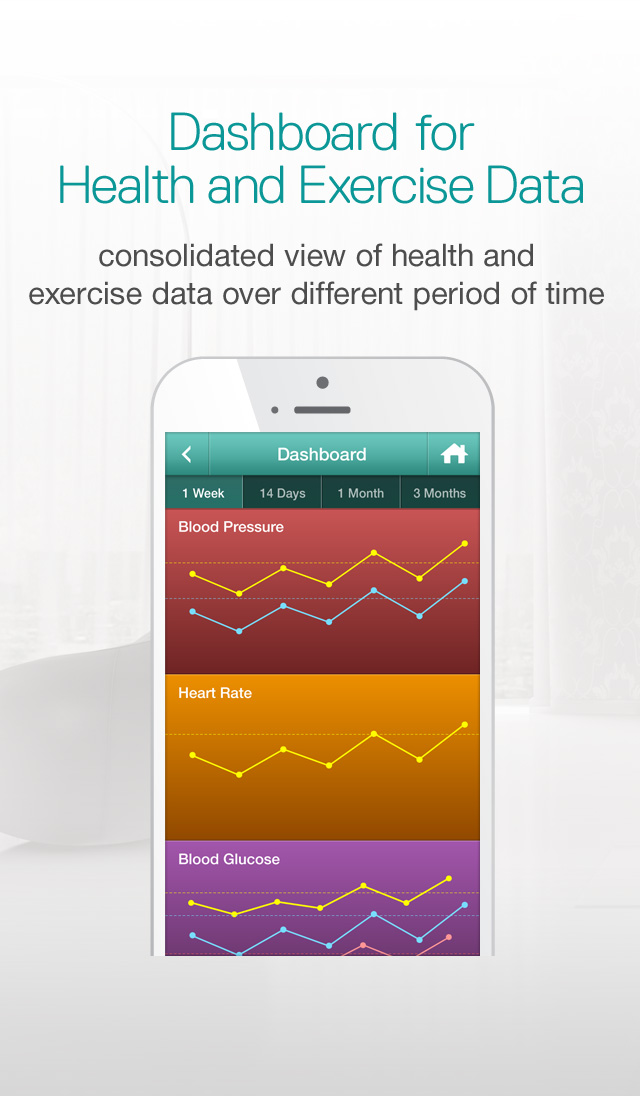 Dashboard for
Health and Exercise Data
consolidated view of health and
exercise data over different period of time
Dashboard
1 Week 14 Days 1 Month 3 Months
Blood Pressure
Heart Rate
Blood Glucose